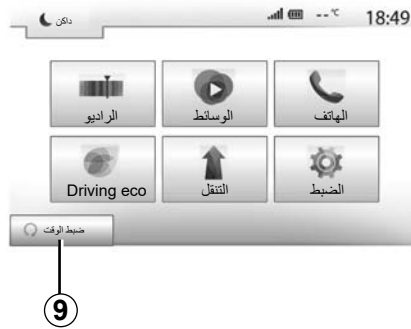 داكن --°C 18:49
الراديو الوسائط الهاتف
Driving eco التنقل الضبط
ضبط الوقت
9